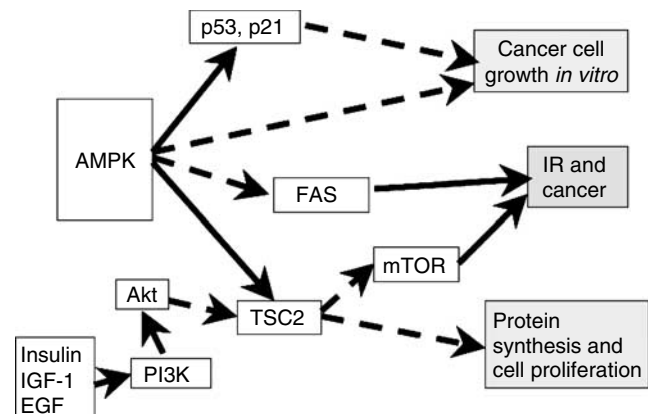 p53, p21
Cancer cell
growth in vitro
AMPK
FAS
IR and
cancer
mTOR
Akt
TSC2
Insulin
IGF-1
EGF
PI3K
Protein
synthesis and
cell proliferation